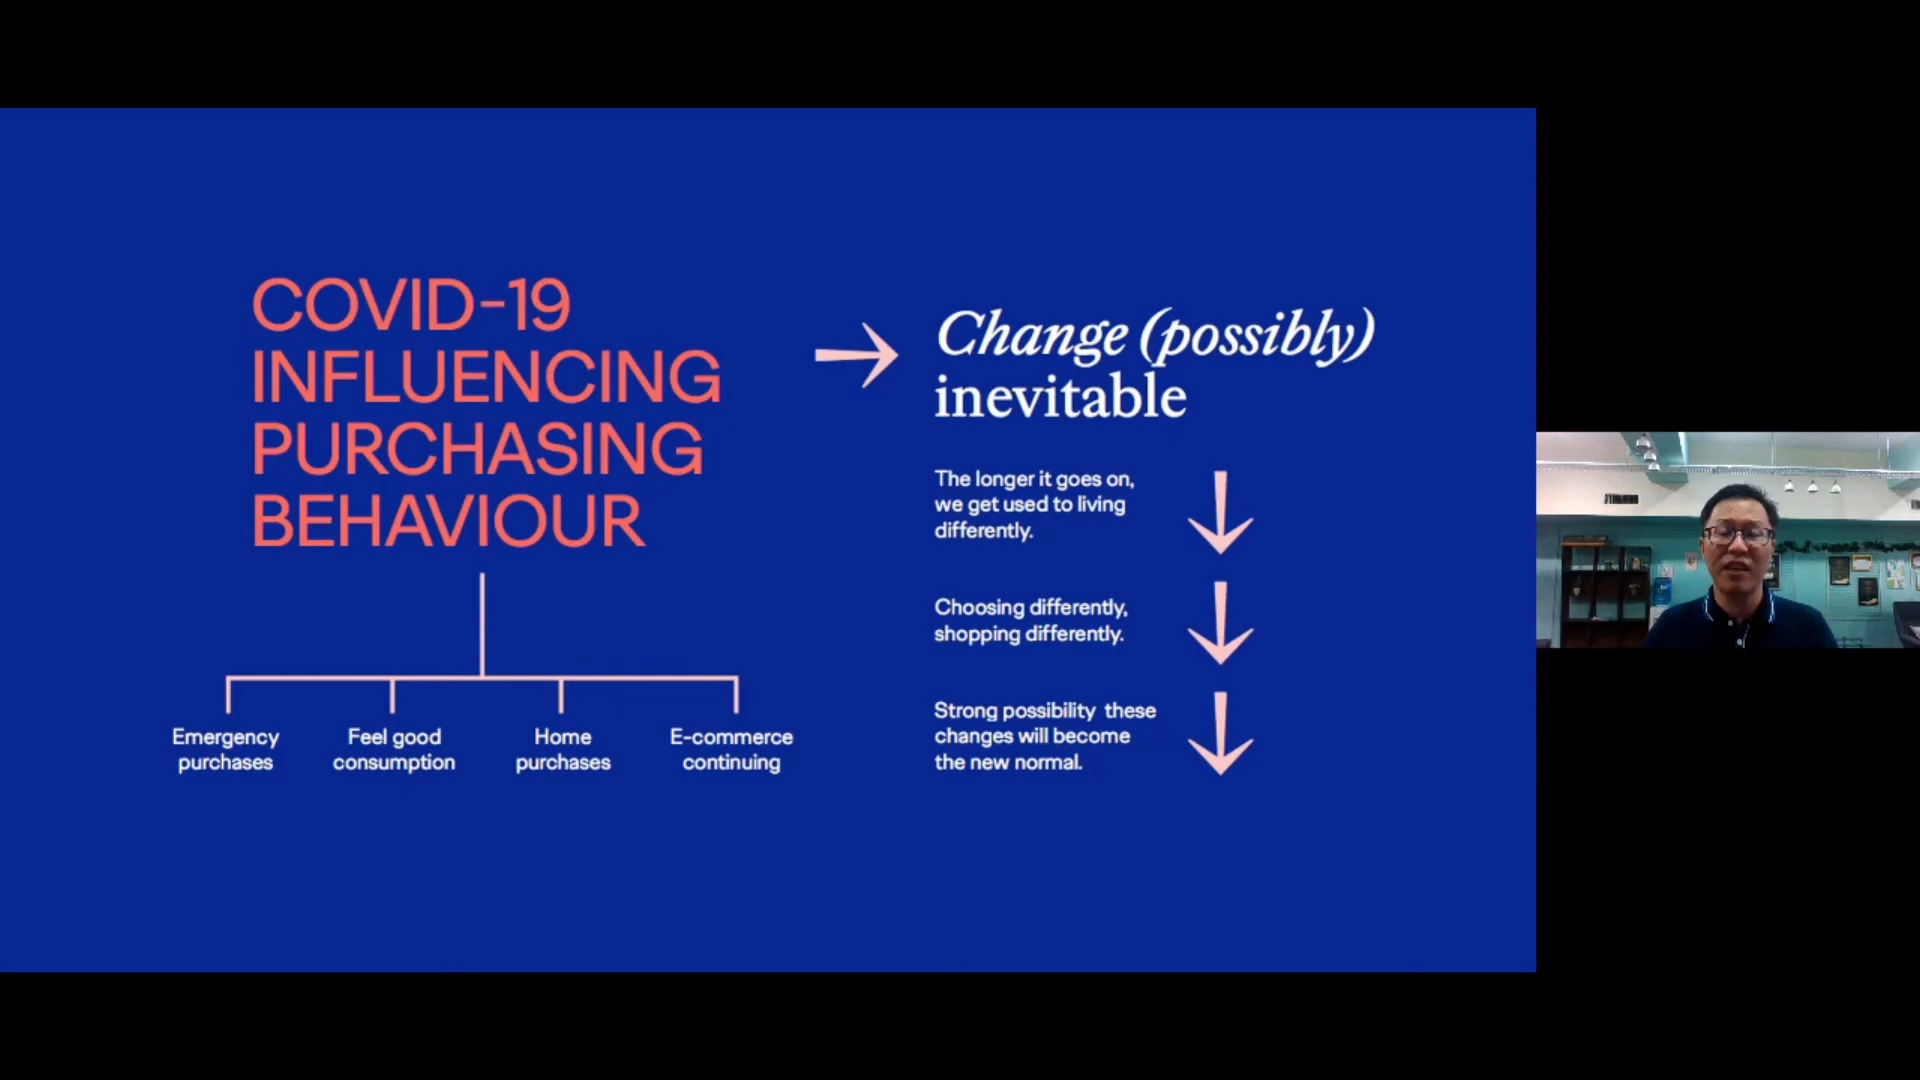 COVID-19
INFLUENCING
PURCHASING
BEHAVIOUR
Emergency
purchases
Feel good
consumption
Home
purchases
E-commerce
continuing
Change (possibly)
inevitable
The longer it goes on,
we get used to living
differently.
Choosing differently,
shopping differently.
Strong possibility these
changes will become
the new normal.